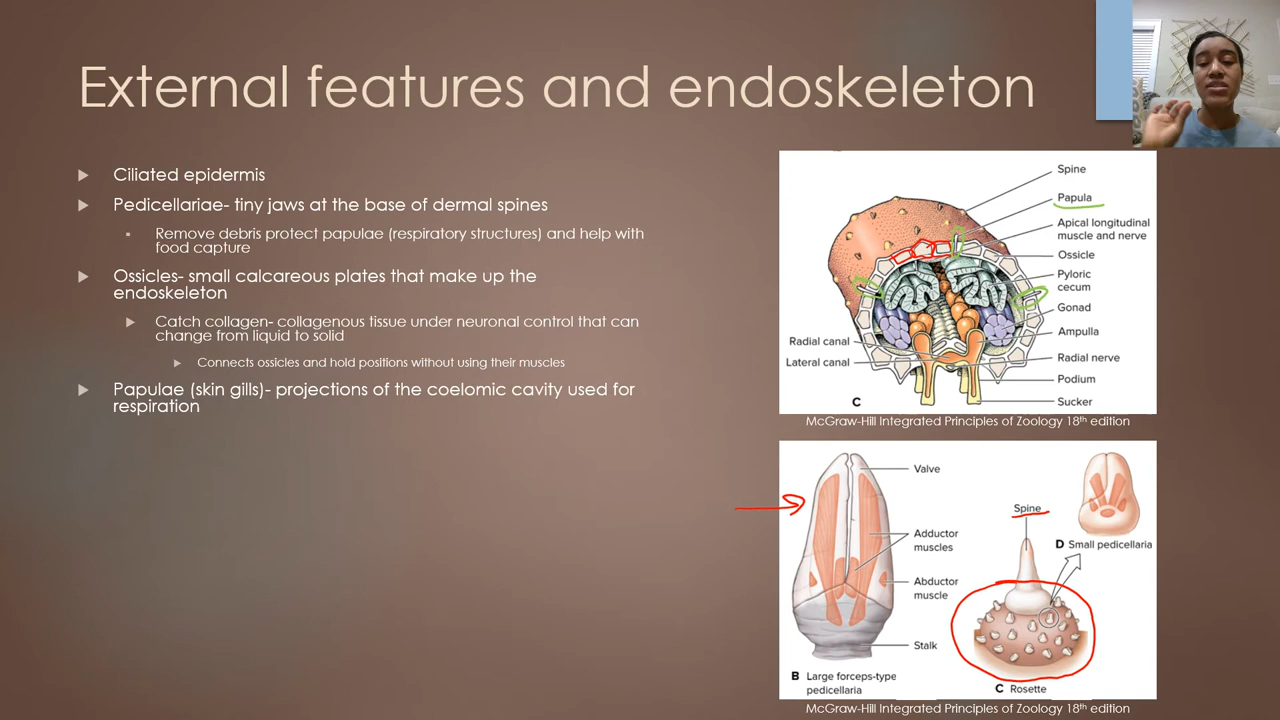 External features and endoskeleton
Ciliated epidermis
Pedicellariae- tiny jaws at the base of dermal spines
Remove debris protect papulae (respiratory structures) and help with
food capture
Ossicles- small calcareous plates that make up the
endoskeleton
Catch collagen- collagenous tissue under neuronal control that can
change from liquid to solid
Connects ossicles and hold positions without using their muscles
Papulae (skin gills)- projections of the coelomic cavity used for
respiration
Spine
Papula
Apical longitudinal
muscle and nerve
Ossicle
Pyloric
cecum
Gonad
Ampulla
Radial canal
Lateral canal
Radial nerve
Podium
Sucker
C
McGraw-Hill Integrated Principles of Zoology 18th edition
Valve
Adductor
muscles
Abductor
muscle
Stalk
B Large forceps-type
pedicellaria
Spine
D Small pedicellaria
C Rosette
McGraw-Hill Integrated Principles of Zoology 18th edition